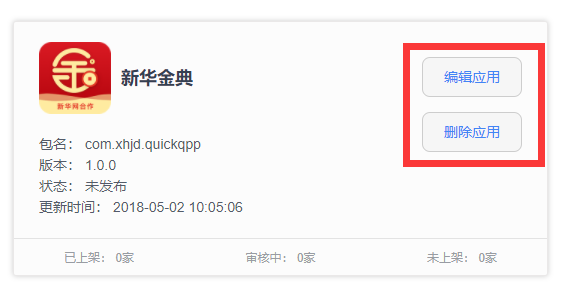 新华网合作
新华金典
编辑应用
删除应用
包名： com.xhjd.quickqpp
版本： 1.0.0
状态： 未发布
更新时间： 2018-05-02 10:05:06
已上架： 0家 审核中： 0家 未上架： 0家